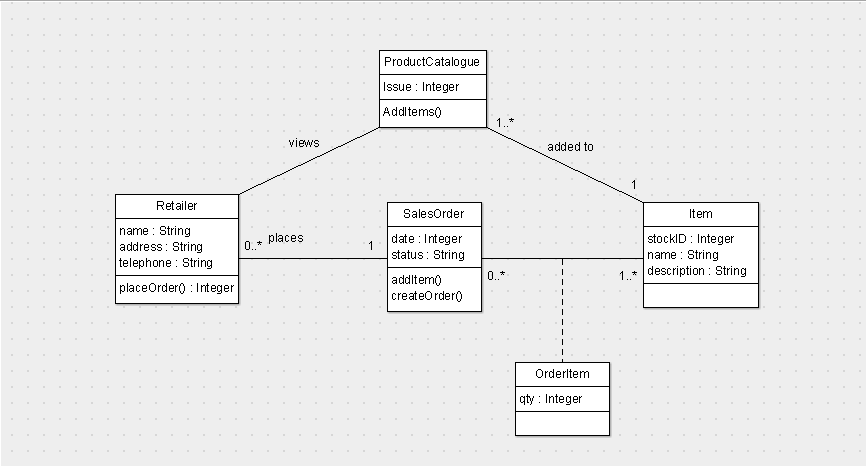 ProductCatalogue
Issue : Integer
AddItems()
1..*
views
added to
1
Retailer
name : String
address : String
telephone : String
placeOrder() : Integer
0..*
places
1
SalesOrder
date : Integer
status : String
addItem()
createOrder()
0..*
1..*
Item
stockID : Integer
name : String
description : String
OrderItem
qty : Integer